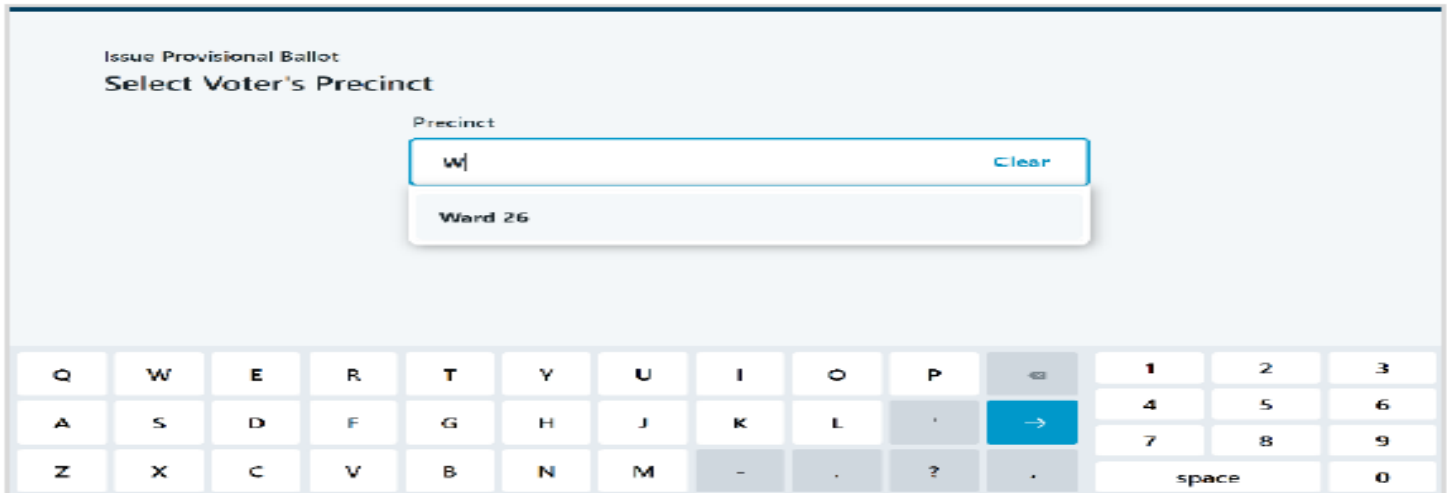 Issue Provisional Ballot
Select Voter's Precinct
Precinct
W Clear
Ward 26
Q W E R T Y U I O P 1 2 3
A S D F G H J K L ' → 4 5 6
7 8 9
Z X C V B N M - . ? space 0